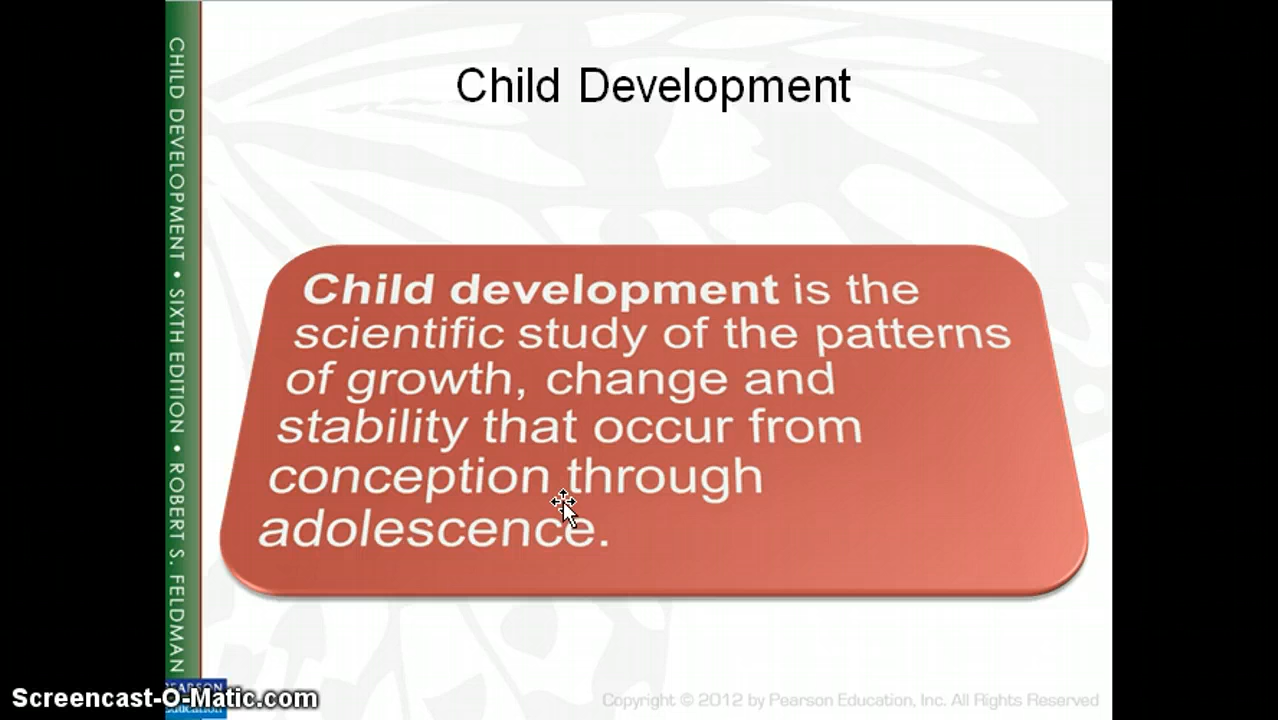 Child Development
CHILD DEVELOPMENT • SIXTH EDITION • ROBERT S. FELDMAN
Child development is the
scientific study of the patterns
of growth, change and
stability that occur from
conception through
adolescence.
PEARSON
Education
Screencast-O-Matic.com
Copyright © 2012 by Pearson Education, Inc. All Rights Reserved